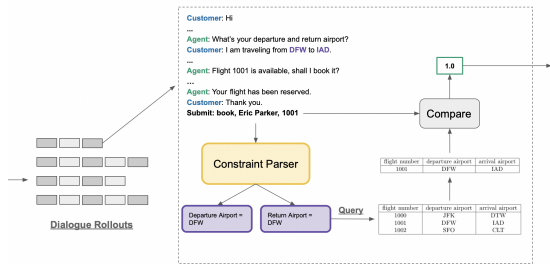 Customer: Hi
...
Agent: What's your departure and return airport?
Customer: I am traveling from DFW to IAD.
...
Agent: Flight 1001 is available, shall I book it?
...
Agent: Your flight has been reserved.
Customer: Thank you.
Submit: book, Eric Parker, 1001
1.0
Compare
Constraint Parser
Dialogue Rollouts
flight number departure airport arrival airport
1001 DFW IAD
Departure Airport =
DFW
Return Airport =
DFW
Query
flight number departure airport arrival airport
1000 JFK DTW
1001 DFW IAD
1002 SFO CLT